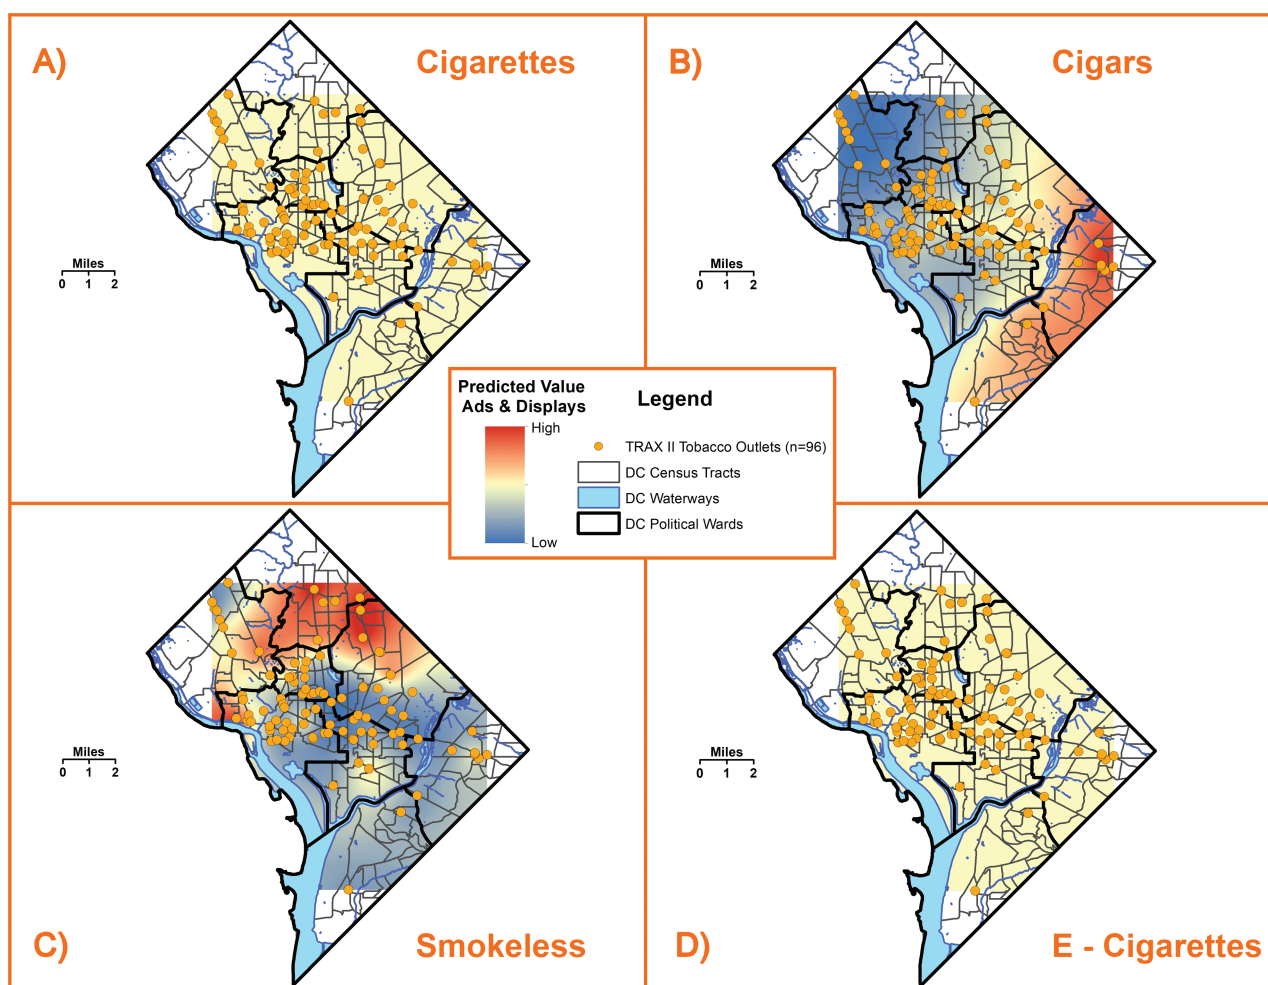 A)
Cigarettes
Miles
0 1 2
B)
Cigars
Miles
0 1 2
Predicted Value
Ads & Displays
High
Low
Legend
TRAX II Tobacco Outlets (n=96)
DC Census Tracts
DC Waterways
DC Political Wards
Miles
0 1 2
C)
Smokeless
Miles
0 1 2
D)
E - Cigarettes